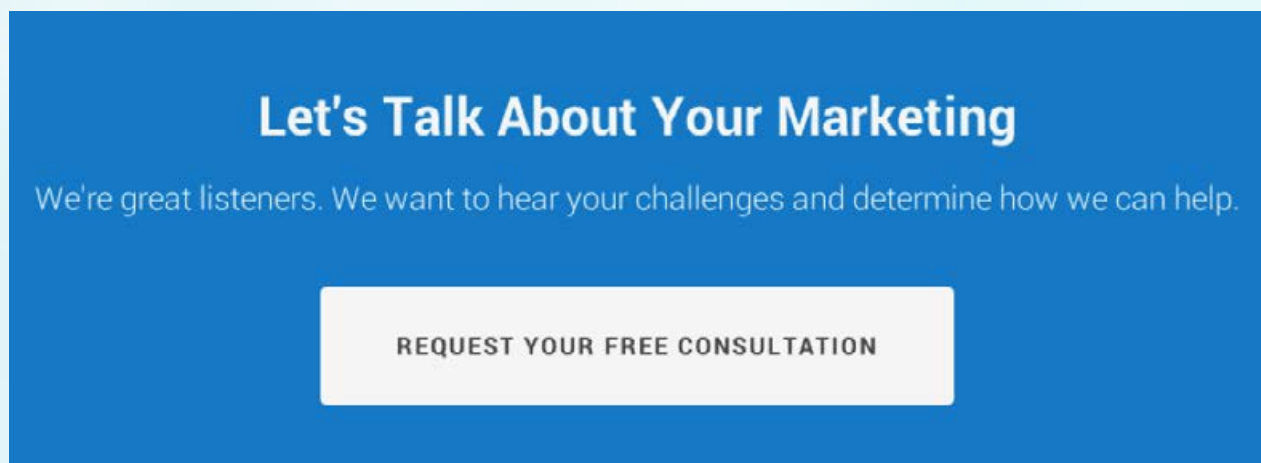 Let's Talk About Your Marketing
We're great listeners. We want to hear your challenges and determine how we can help.
REQUEST YOUR FREE CONSULTATION